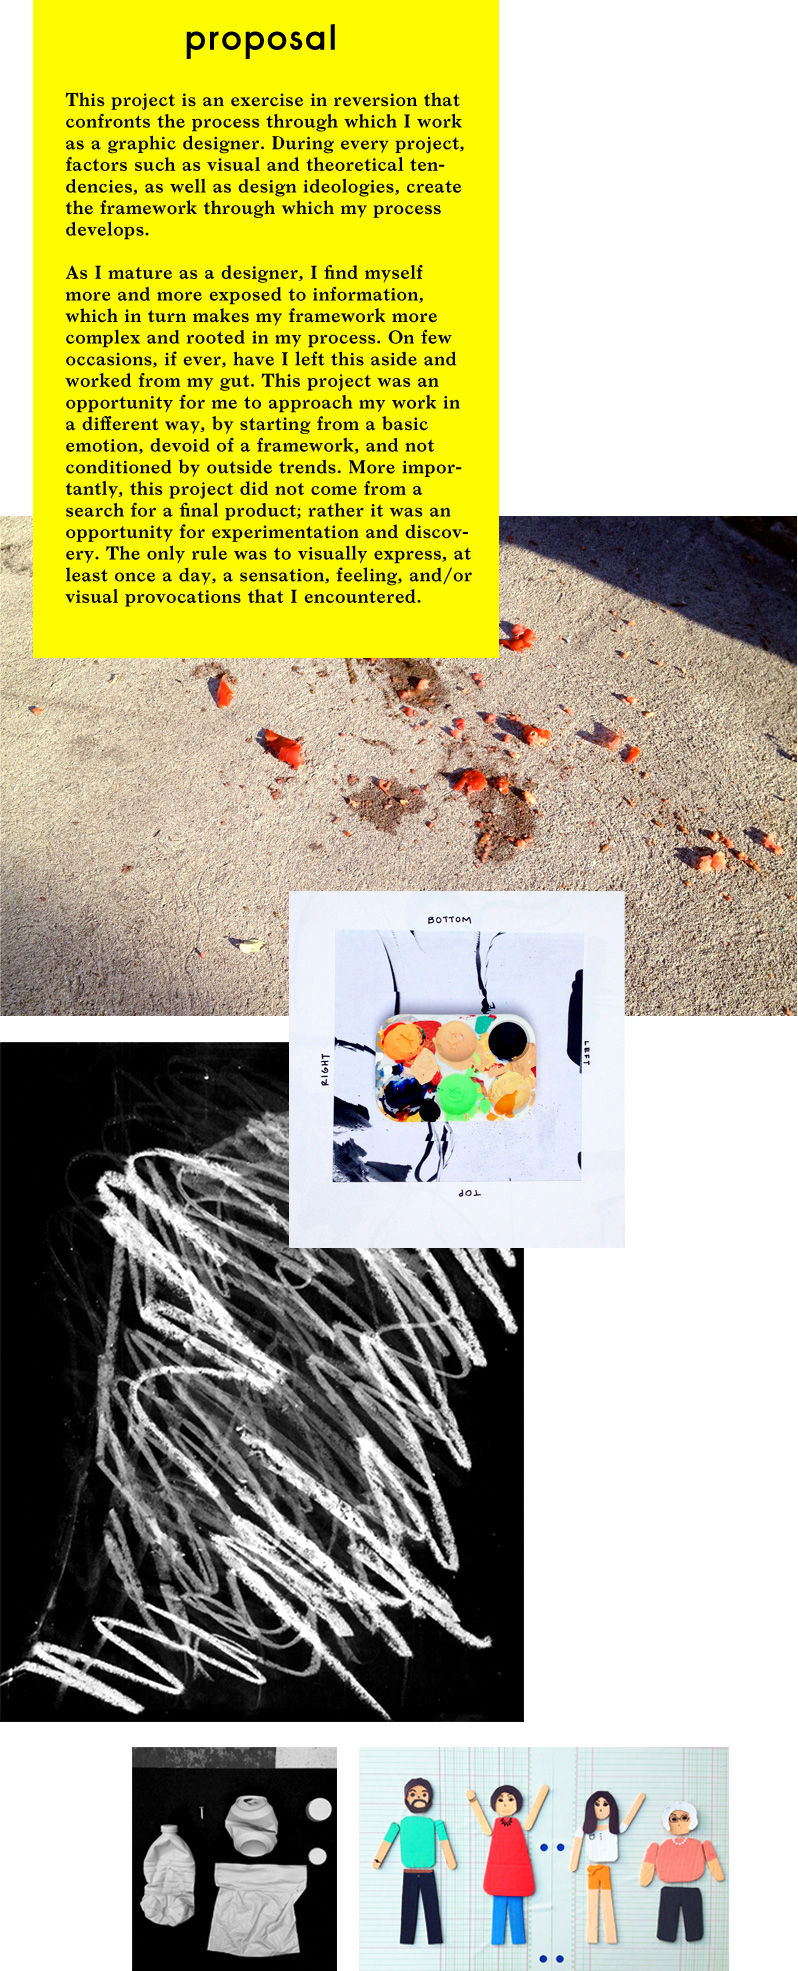 proposal
This project is an exercise in reversion that
confronts the process through which I work
as a graphic designer. During every project,
factors such as visual and theoretical ten-
dencies, as well as design ideologies, create
the framework through which my process
develops.
As I mature as a designer, I find myself
more and more exposed to information,
which in turn makes my framework more
complex and rooted in my process. On few
occasions, if ever, have I left this aside and
worked from my gut. This project was an
opportunity for me to approach my work in
a different way, by starting from a basic
emotion, devoid of a framework, and not
conditioned by outside trends. More impor-
tantly, this project did not come from a
search for a final product; rather it was an
opportunity for experimentation and discov-
ery. The only rule was to visually express, at
least once a day, a sensation, feeling, and/or
visual provocations that I encountered.
BOTTOM
RIGHT
LEFT
TOP